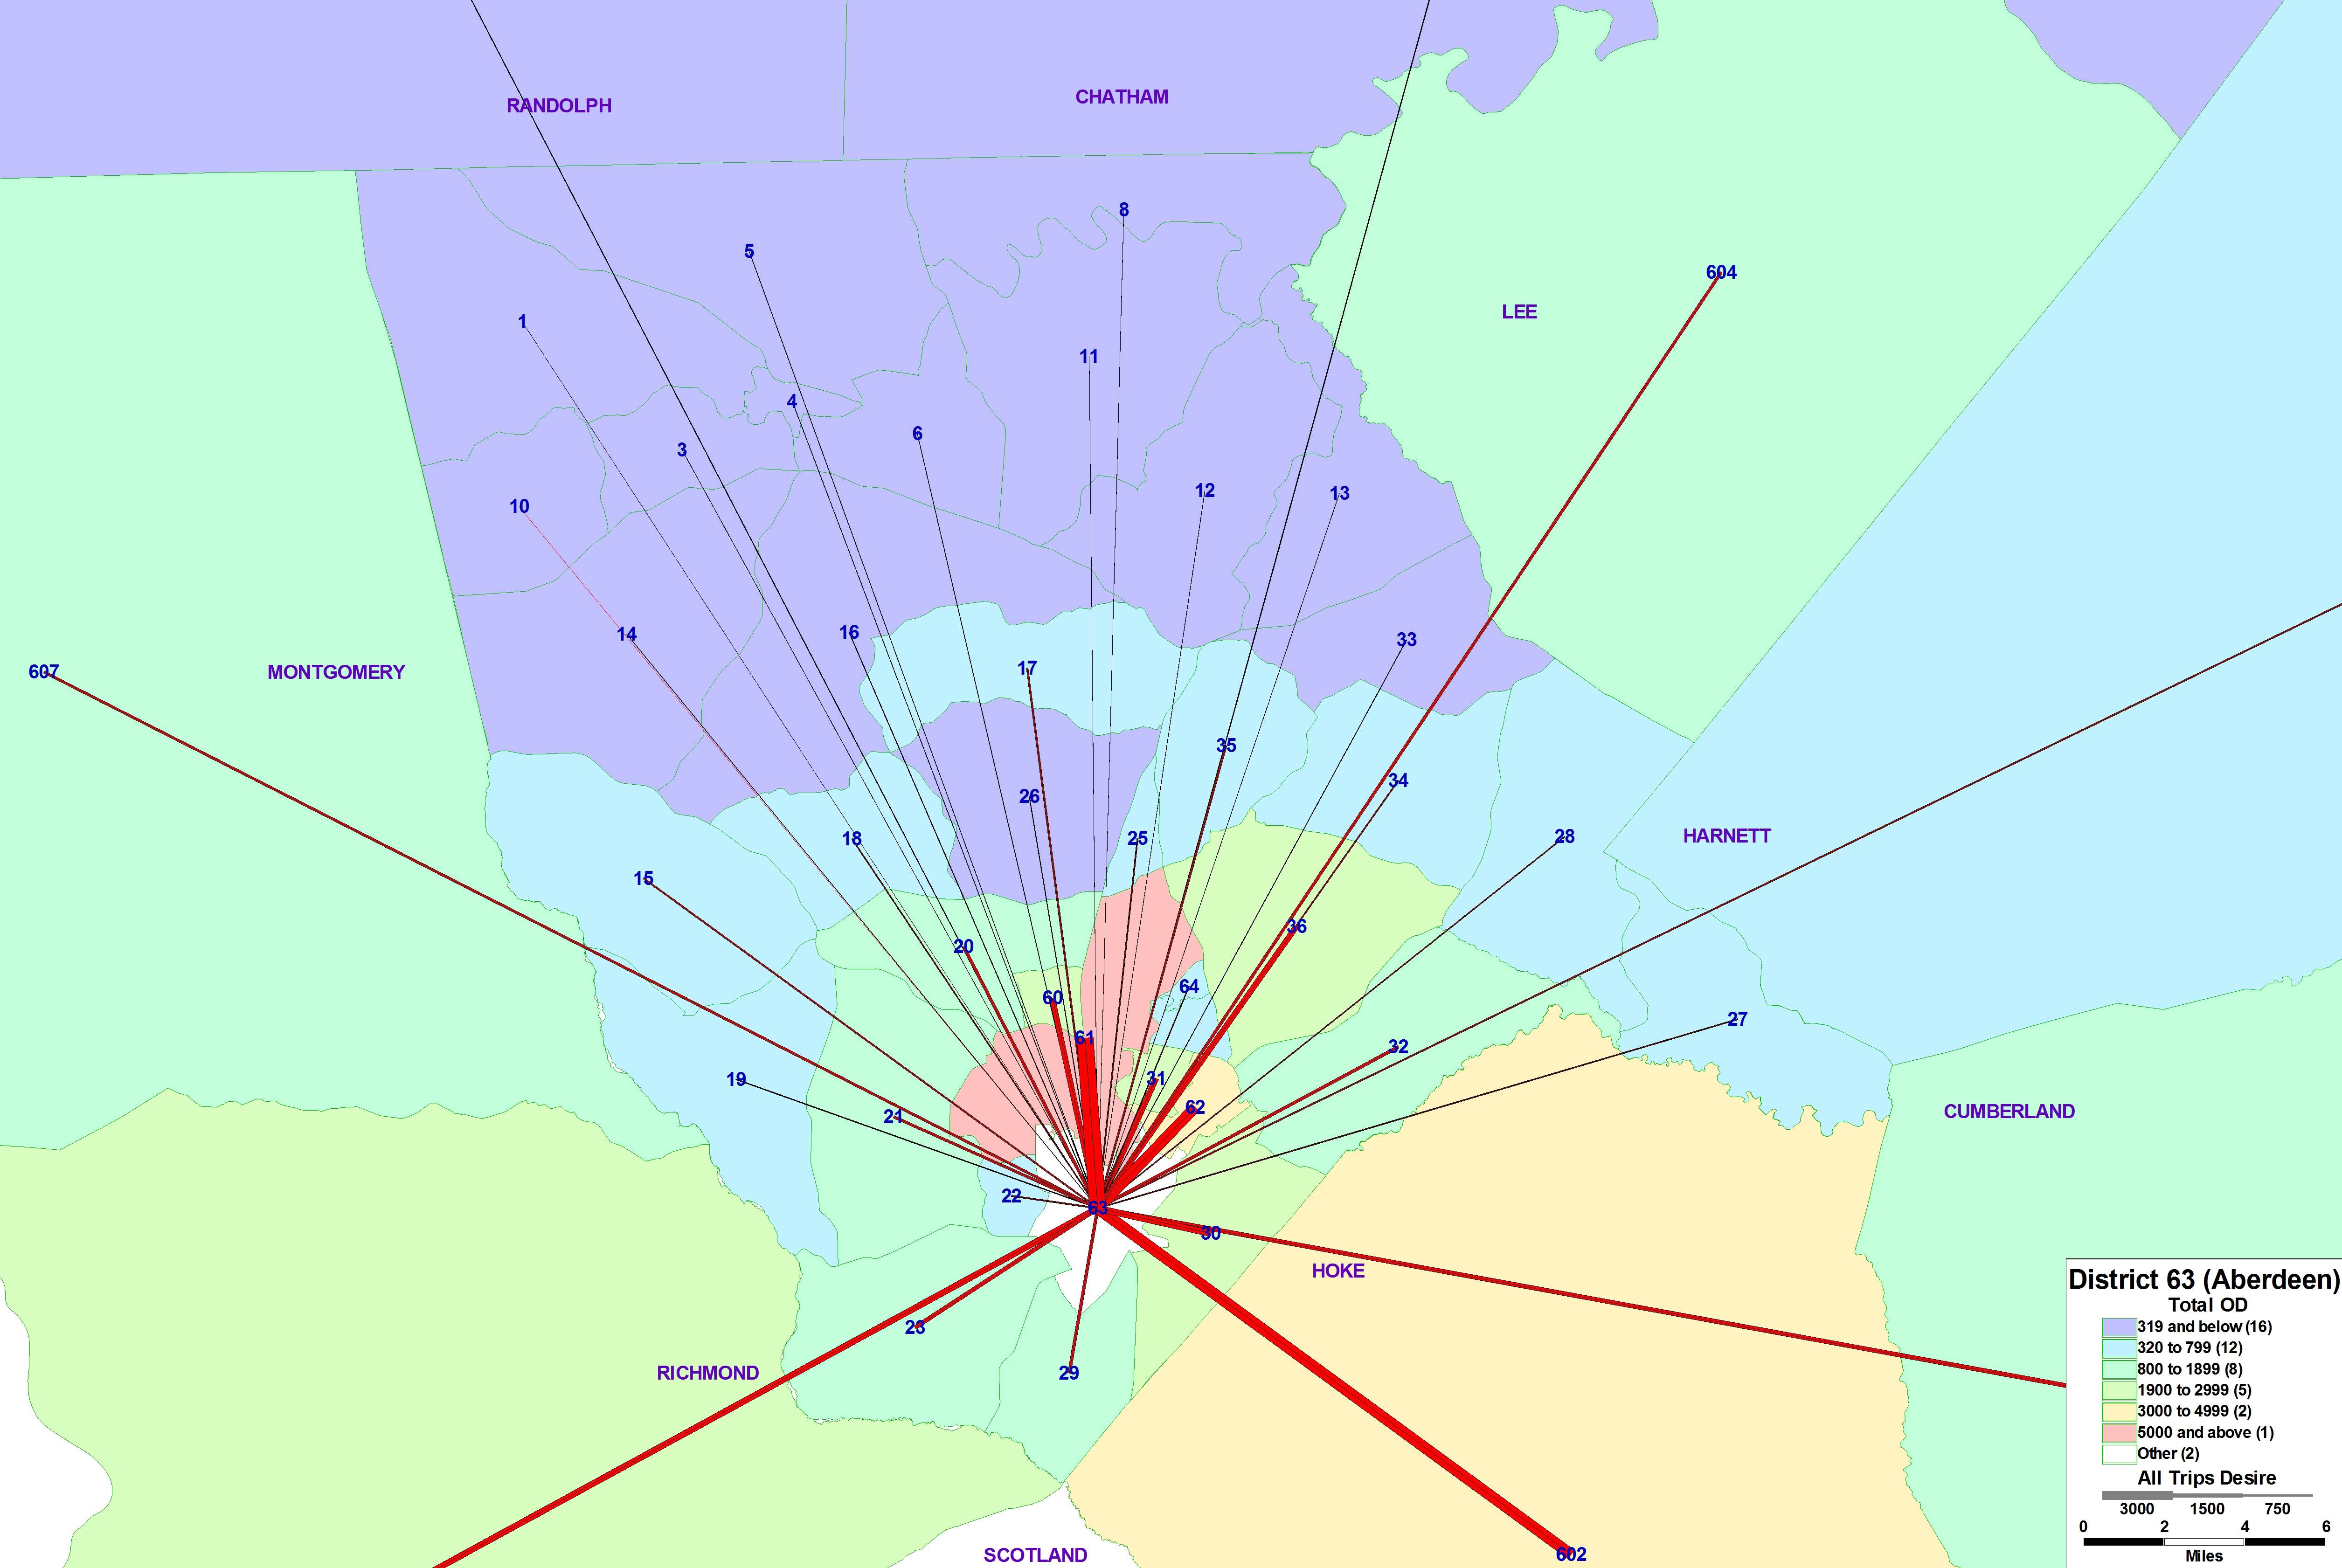 CHATHAM
RANDOLPH
8
5
604
LEE
1
11
4
6
3
12
13
10
16
14
33
17
607
MONTGOMERY
35
34
26
HARNETT
28
25
18
15
36
20
64
60
27
61
32
31
19
62
CUMBERLAND
21
22
63
30
HOKE
23
29
RICHMOND
602
SCOTLAND
District 63 (Aberdeen)
Total OD
319 and below (16)
320 to 799 (12)
800 to 1899 (8)
1900 to 2999 (5)
3000 to 4999 (2)
5000 and above (1)
Other (2)
All Trips Desire
3000 1500 750
0 2 4 6
Miles